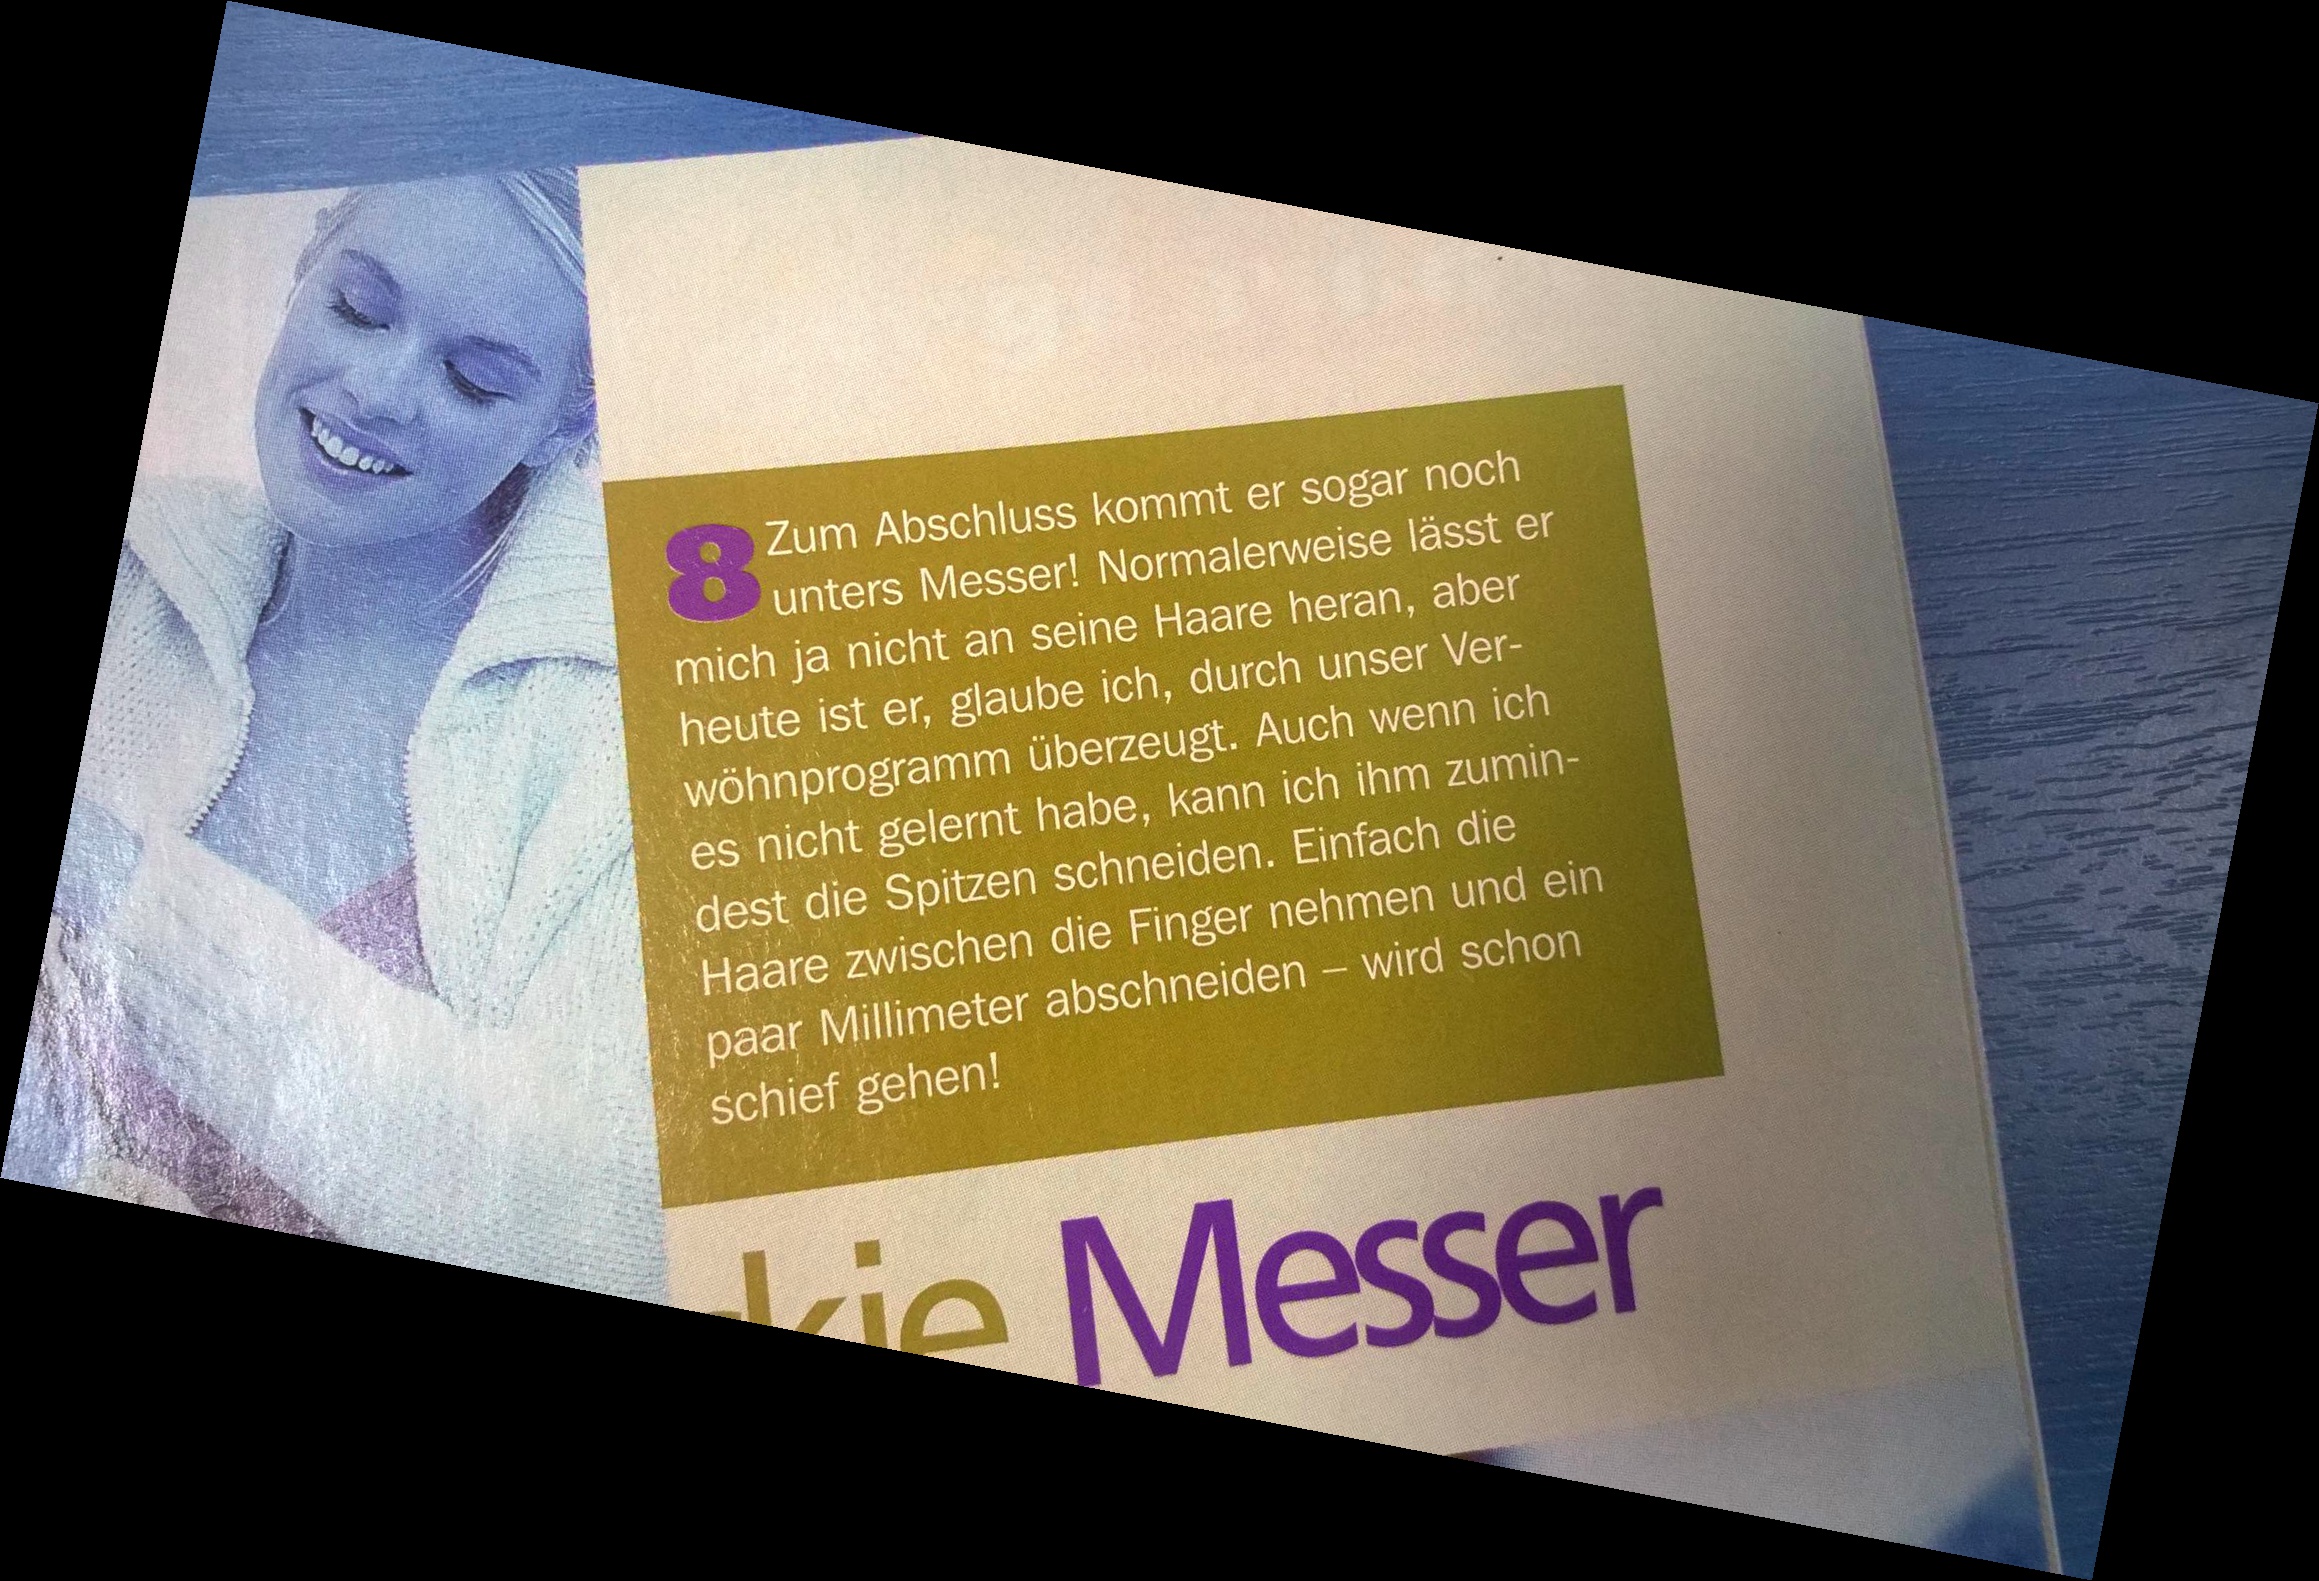 8 Zum Abschluss kommt er sogar noch
unters Messer! Normalerweise lässt er
mich ja nicht an seine Haare heran, aber
heute ist er, glaube ich, durch unser Ver-
wöhnprogramm überzeugt. Auch wenn ich
es nicht gelernt habe, kann ich ihm zumin-
dest die Spitzen schneiden. Einfach die
Haare zwischen die Finger nehmen und ein
paar Millimeter abschneiden – wird schon
schief gehen!
Messer